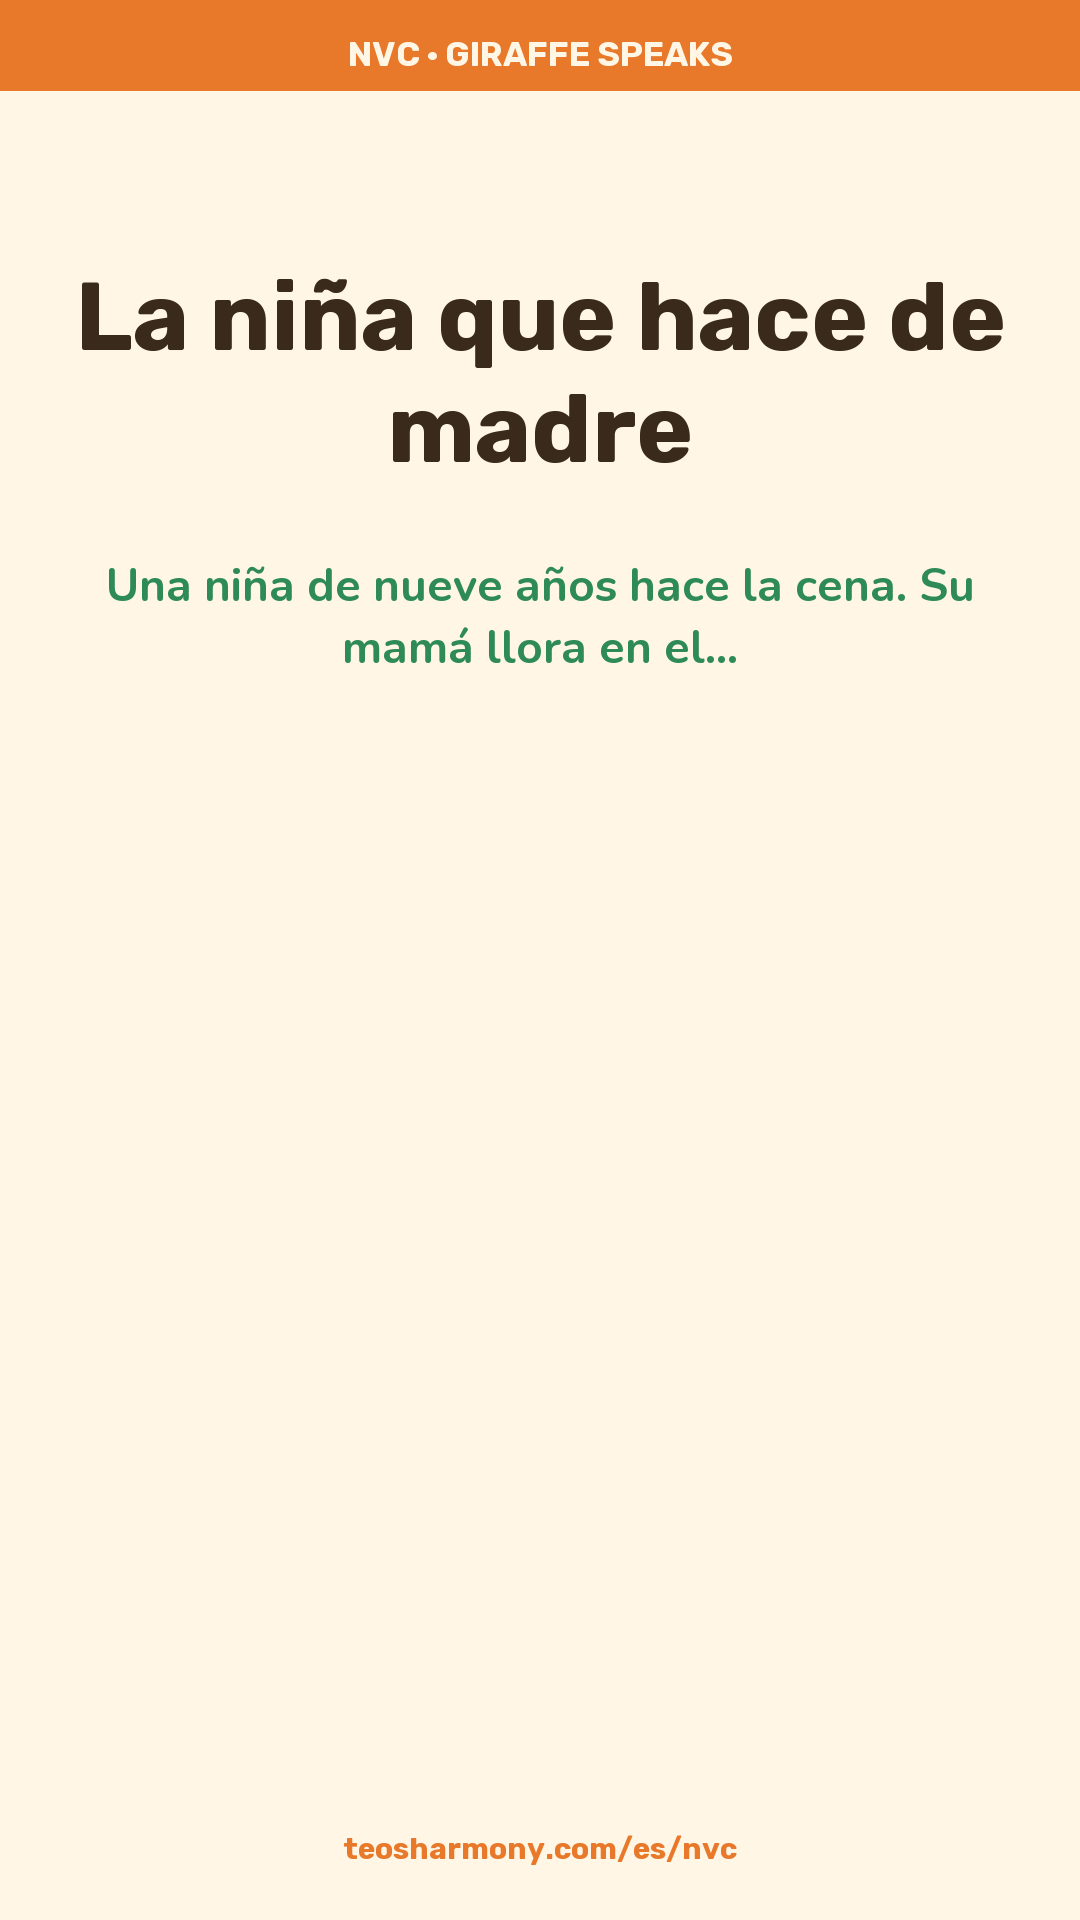 NVC • GIRAFFE SPEAKS
La niña que hace de
madre
Una niña de nueve años hace la cena. Su
mamá llora en el...
teosharmony.com/es/nvc